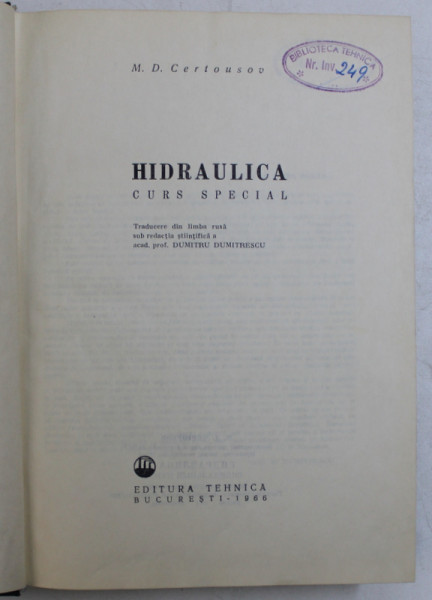 M. D. Certousov
BIBLIOTECA TEHNICA
Nr. Inv. 249
HIDRAULICA
CURS SPECIAL
Traducere din limba rusă
sub redacția științifică a
acad. prof. DUMITRU DUMITRESCU
EDITURA TEHNICA
BUCUREȘTI-1966